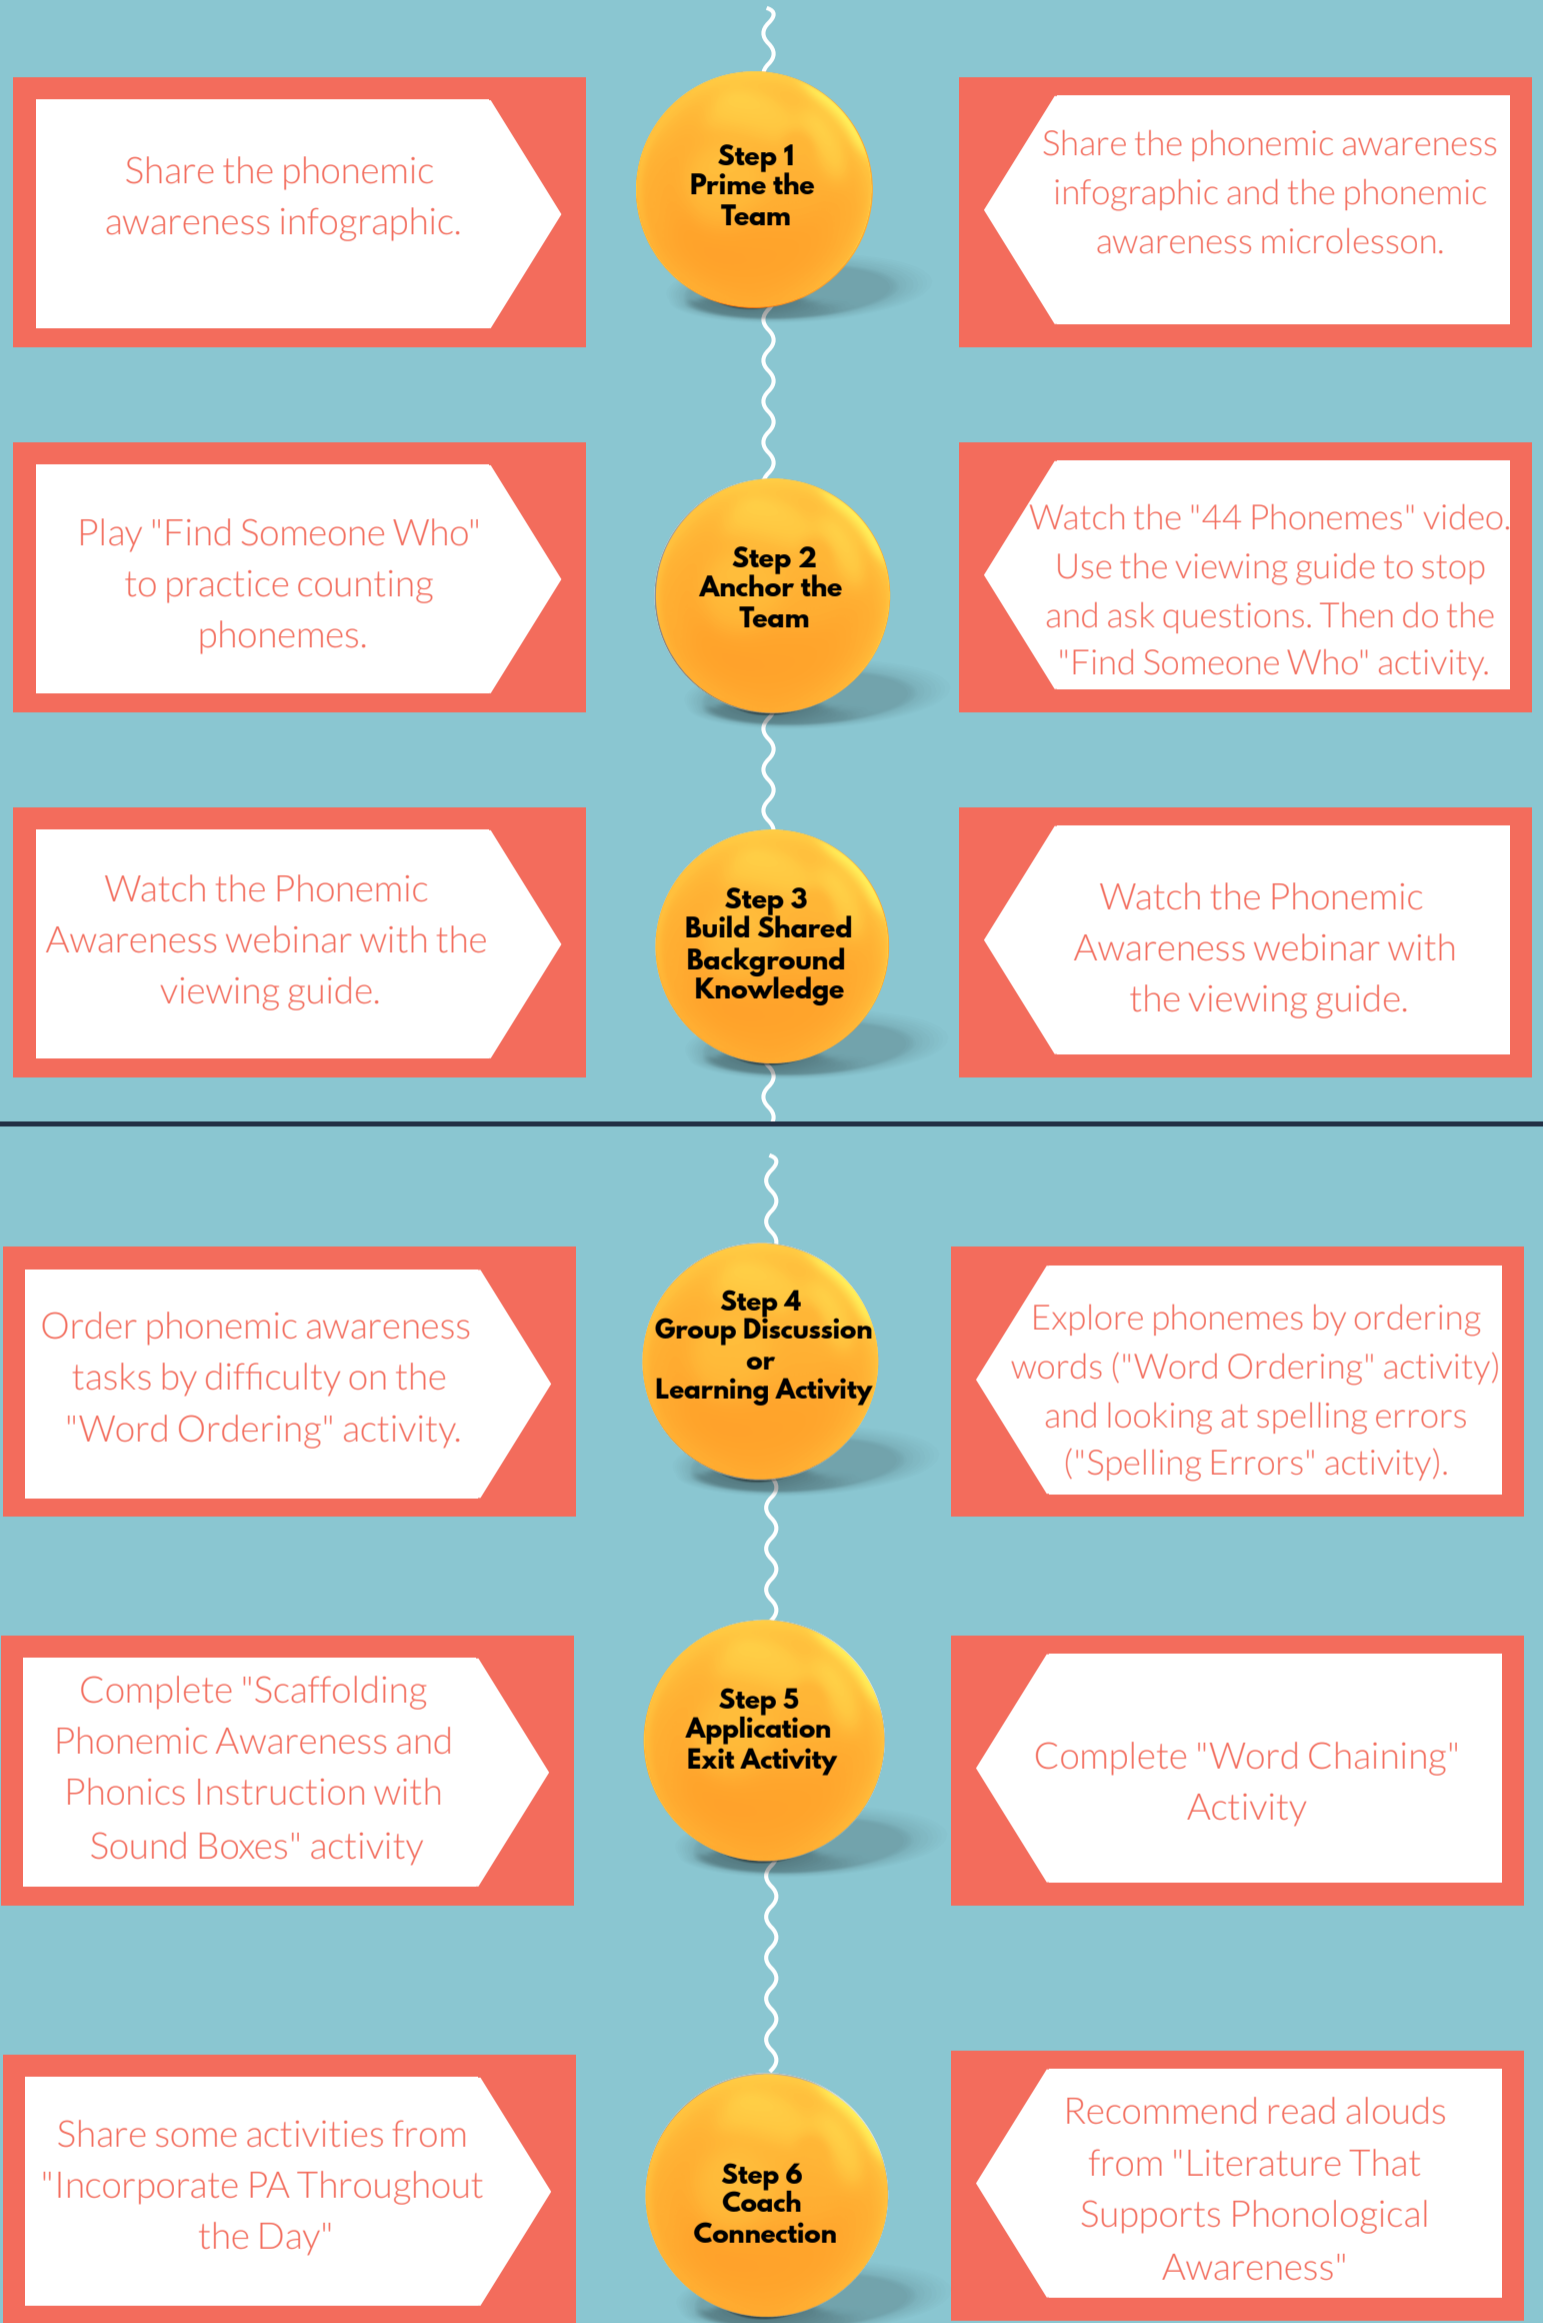 Share the phonemic
awareness infographic.
Step 1
Prime the
Team
Share the phonemic awareness
infographic and the phonemic
awareness microlesson.
Play "Find Someone Who"
to practice counting
phonemes.
Step 2
Anchor the
Team
Watch the "44 Phonemes" video.
Use the viewing guide to stop
and ask questions. Then do the
"Find Someone Who" activity.
Watch the Phonemic
Awareness webinar with the
viewing guide.
Step 3
Build Shared
Background
Knowledge
Watch the Phonemic
Awareness webinar with
the viewing guide.
Order phonemic awareness
tasks by difficulty on the
"Word Ordering" activity.
Step 4
Group Discussion
or
Learning Activity
Explore phonemes by ordering
words ("Word Ordering" activity)
and looking at spelling errors
("Spelling Errors" activity).
Complete "Scaffolding
Phonemic Awareness and
Phonics Instruction with
Sound Boxes" activity
Step 5
Application
Exit Activity
Complete "Word Chaining"
Activity
Share some activities from
"Incorporate PA Throughout
the Day"
Step 6
Coach
Connection
Recommend read alouds
from "Literature That
Supports Phonological
Awareness"